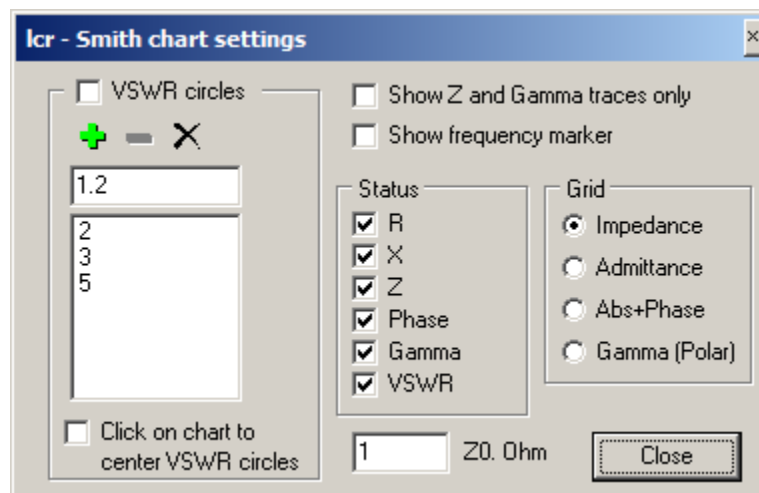 lcr - Smith chart settings
VSWR circles
1.2
2
3
5
Click on chart to
center VSWR circles
Show Z and Gamma traces only
Show frequency marker
Status
R
X
Z
Phase
Gamma
VSWR
Grid
Impedance
Admittance
Abs+Phase
Gamma (Polar)
1
Z0. Ohm
Close